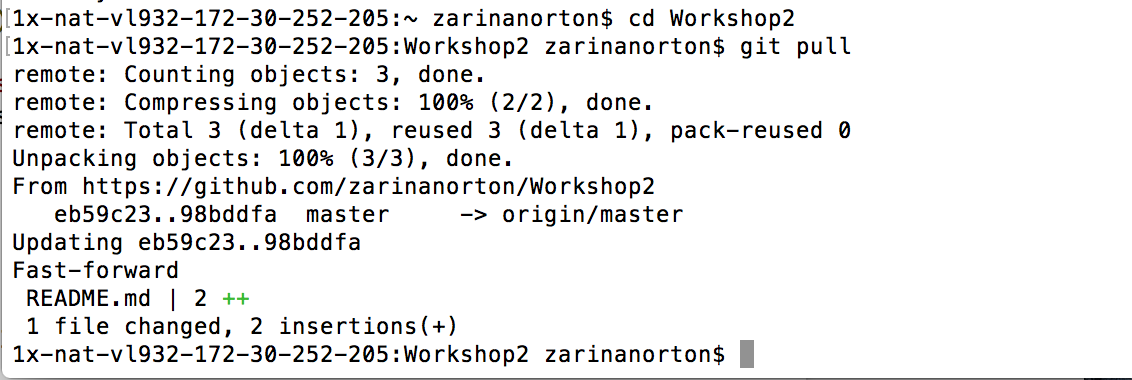 [1x-nat-vl932-172-30-252-205:~ zarinanorton$ cd Workshop2
[1x-nat-vl932-172-30-252-205:Workshop2 zarinanorton$ git pull
remote: Counting objects: 3, done.
remote: Compressing objects: 100% (2/2), done.
remote: Total 3 (delta 1), reused 3 (delta 1), pack-reused 0
Unpacking objects: 100% (3/3), done.
From https://github.com/zarinanorton/Workshop2
   eb59c23..98bddfa  master     -> origin/master
Updating eb59c23..98bddfa
Fast-forward
 README.md | 2 ++
 1 file changed, 2 insertions(+)
1x-nat-vl932-172-30-252-205:Workshop2 zarinanorton$